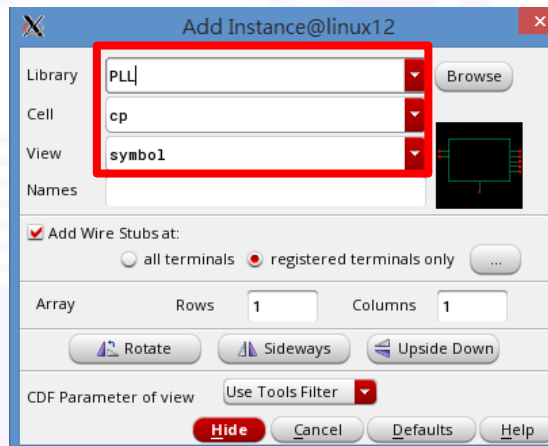 Add Instance@linux12
Library PLL Browse
Cell cp
View symbol
Names
Add Wire Stubs at:
all terminals registered terminals only ...
Array Rows 1 Columns 1
Rotate Sideways Upside Down
CDF Parameter of view Use Tools Filter
Hide Cancel Defaults Help